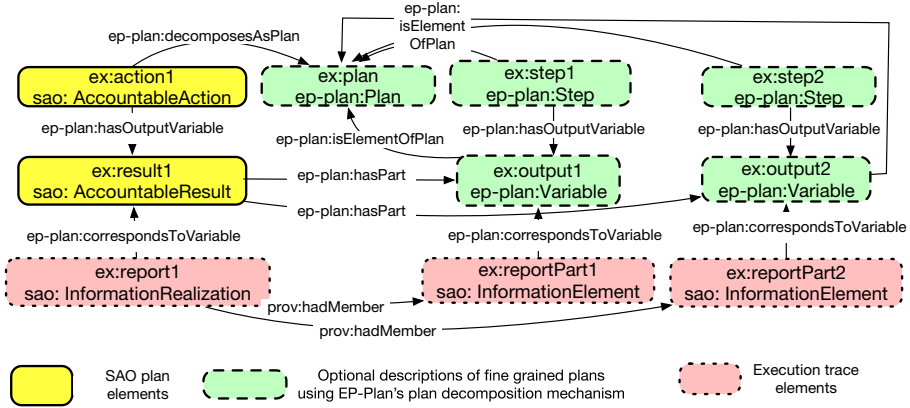 ep-plan:
isElement
OfPlan
ep-plan:decomposesAsPlan
ex:action1
sao: AccountableAction
ex:plan
ep-plan:Plan
ex:step1
ep-plan:Step
ex:step2
ep-plan:Step
ep-plan:hasOutputVariable
ep-plan:isElementOfPlan
ep-plan:hasOutputVariable
ep-plan:hasOutputVariable
ex:result1
sao: AccountableResult
ep-plan:hasPart
ep-plan:hasPart
ex:output1
ep-plan:Variable
ex:output2
ep-plan:Variable
ep-plan:correspondsToVariable
ep-plan:correspondsToVariable
ep-plan:correspondsToVariable
ex:report1
sao: InformationRealization
ex:reportPart1
sao: InformationElement
ex:reportPart2
sao: InformationElement
prov:hadMember
prov:hadMember
SAO plan
elements
Optional descriptions of fine grained plans
using EP-Plan's plan decomposition mechanism
Execution trace
elements